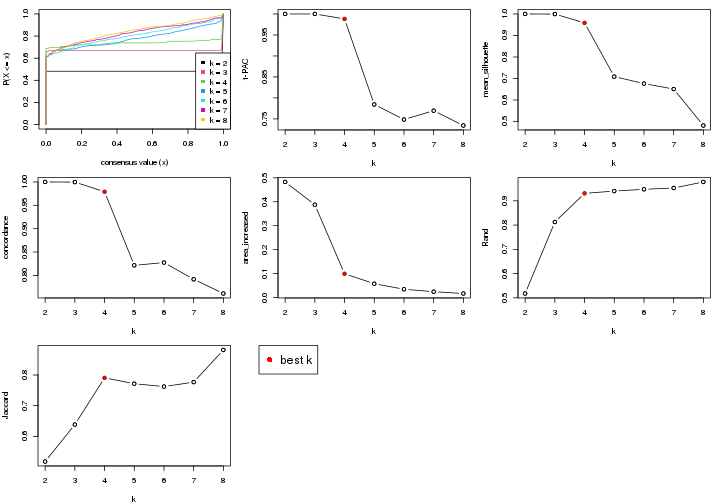 P(X <= x)
0.0 0.2 0.4 0.6 0.8 1.0
k = 2
k = 3
k = 4
k = 5
k = 6
k = 7
k = 8
0.0 0.2 0.4 0.6 0.8 1.0
consensus value (x)
1-PAC
0.75 0.85 0.95
2 3 4 5 6 7 8
k
mean_silhouette
0.5 0.6 0.7 0.8 0.9 1.0
2 3 4 5 6 7 8
k
concordance
0.80 0.85 0.90 0.95 1.00
2 3 4 5 6 7 8
k
area_increased
0.0 0.1 0.2 0.3 0.4 0.5
2 3 4 5 6 7 8
k
Rand
0.5 0.6 0.7 0.8 0.9
2 3 4 5 6 7 8
k
Jaccard
0.6 0.7 0.8
2 3 4 5 6 7 8
k
best k